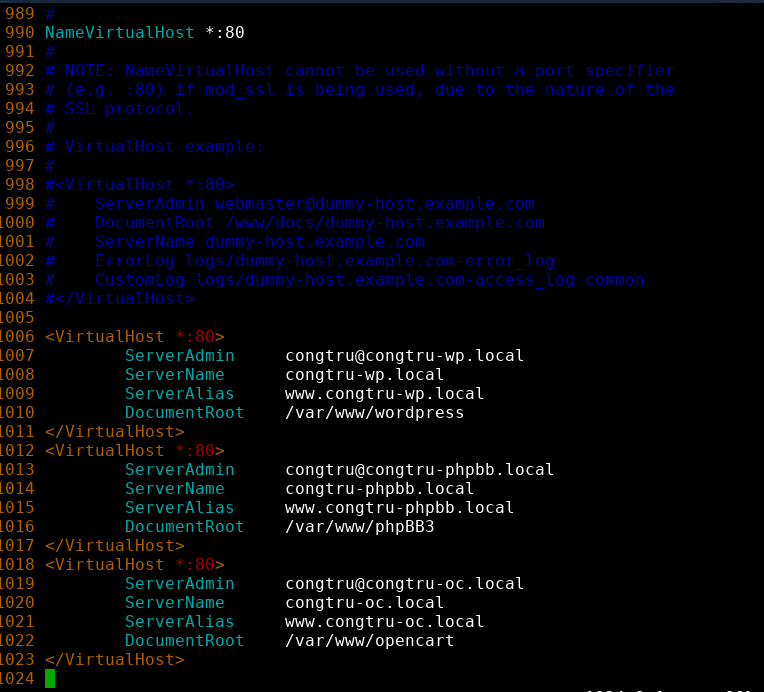 989 #
990 NameVirtualHost *:80
991 #
992 # NOTE: NameVirtualHost cannot be used without a port specifier
993 # (e.g. :80) if mod_ssl is being used, due to the nature of the
994 # SSL protocol.
995 #
996 # VirtualHost example:
997 #
998 #<VirtualHost *:80>
999 #    ServerAdmin webmaster@dummy-host.example.com
1000 #    DocumentRoot /www/docs/dummy-host.example.com
1001 #    ServerName dummy-host.example.com
1002 #    ErrorLog logs/dummy-host.example.com-error_log
1003 #    CustomLog logs/dummy-host.example.com-access_log common
1004 #</VirtualHost>
1005
1006 <VirtualHost *:80>
1007         ServerAdmin     congtru@congtru-wp.local
1008         ServerName      congtru-wp.local
1009         ServerAlias     www.congtru-wp.local
1010         DocumentRoot    /var/www/wordpress
1011 </VirtualHost>
1012 <VirtualHost *:80>
1013         ServerAdmin     congtru@congtru-phpbb.local
1014         ServerName      congtru-phpbb.local
1015         ServerAlias     www.congtru-phpbb.local
1016         DocumentRoot    /var/www/phpBB3
1017 </VirtualHost>
1018 <VirtualHost *:80>
1019         ServerAdmin     congtru@congtru-oc.local
1020         ServerName      congtru-oc.local
1021         ServerAlias     www.congtru-oc.local
1022         DocumentRoot    /var/www/opencart
1023 </VirtualHost>
1024